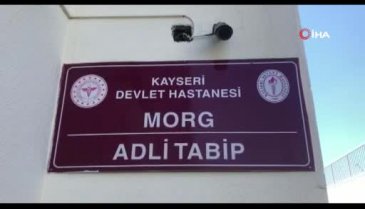 İHA
KAYSERİ
DEVLET HASTANESİ
MORG
ADLİ TABİP